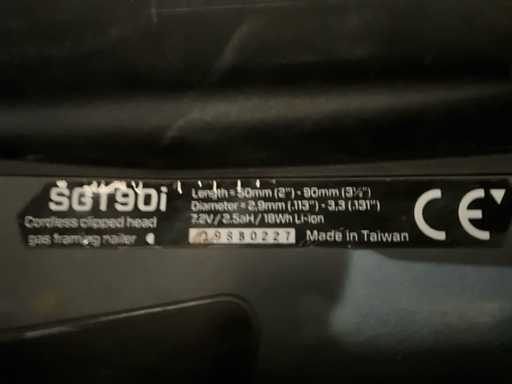 SGT90i
Cordless clipped head
gas framing nailer
Length = 50mm (2") - 90mm (3½")
Diameter = 2,9mm (.113") - 3,3 (.131")
7.2V / 2.5aH / 18Wh Li-ion
Made in Taiwan
CE